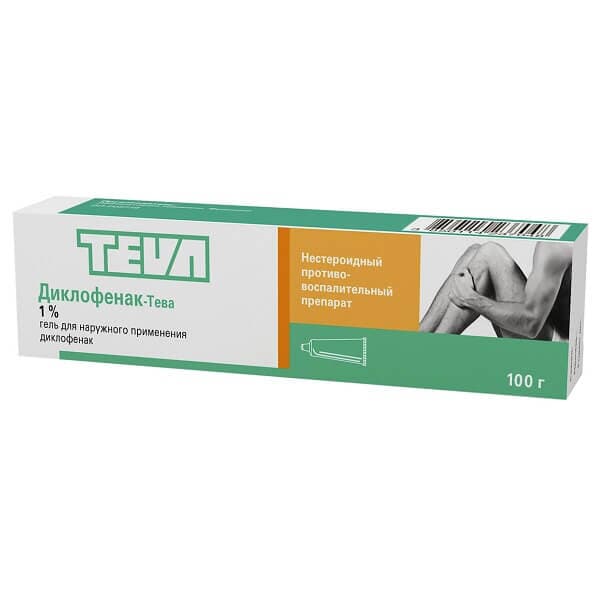 TEVA
Диклофенак-Тева
1%
гель для наружного применения
диклофенак
Нестероидный
противо-
воспалительный
препарат
100 г